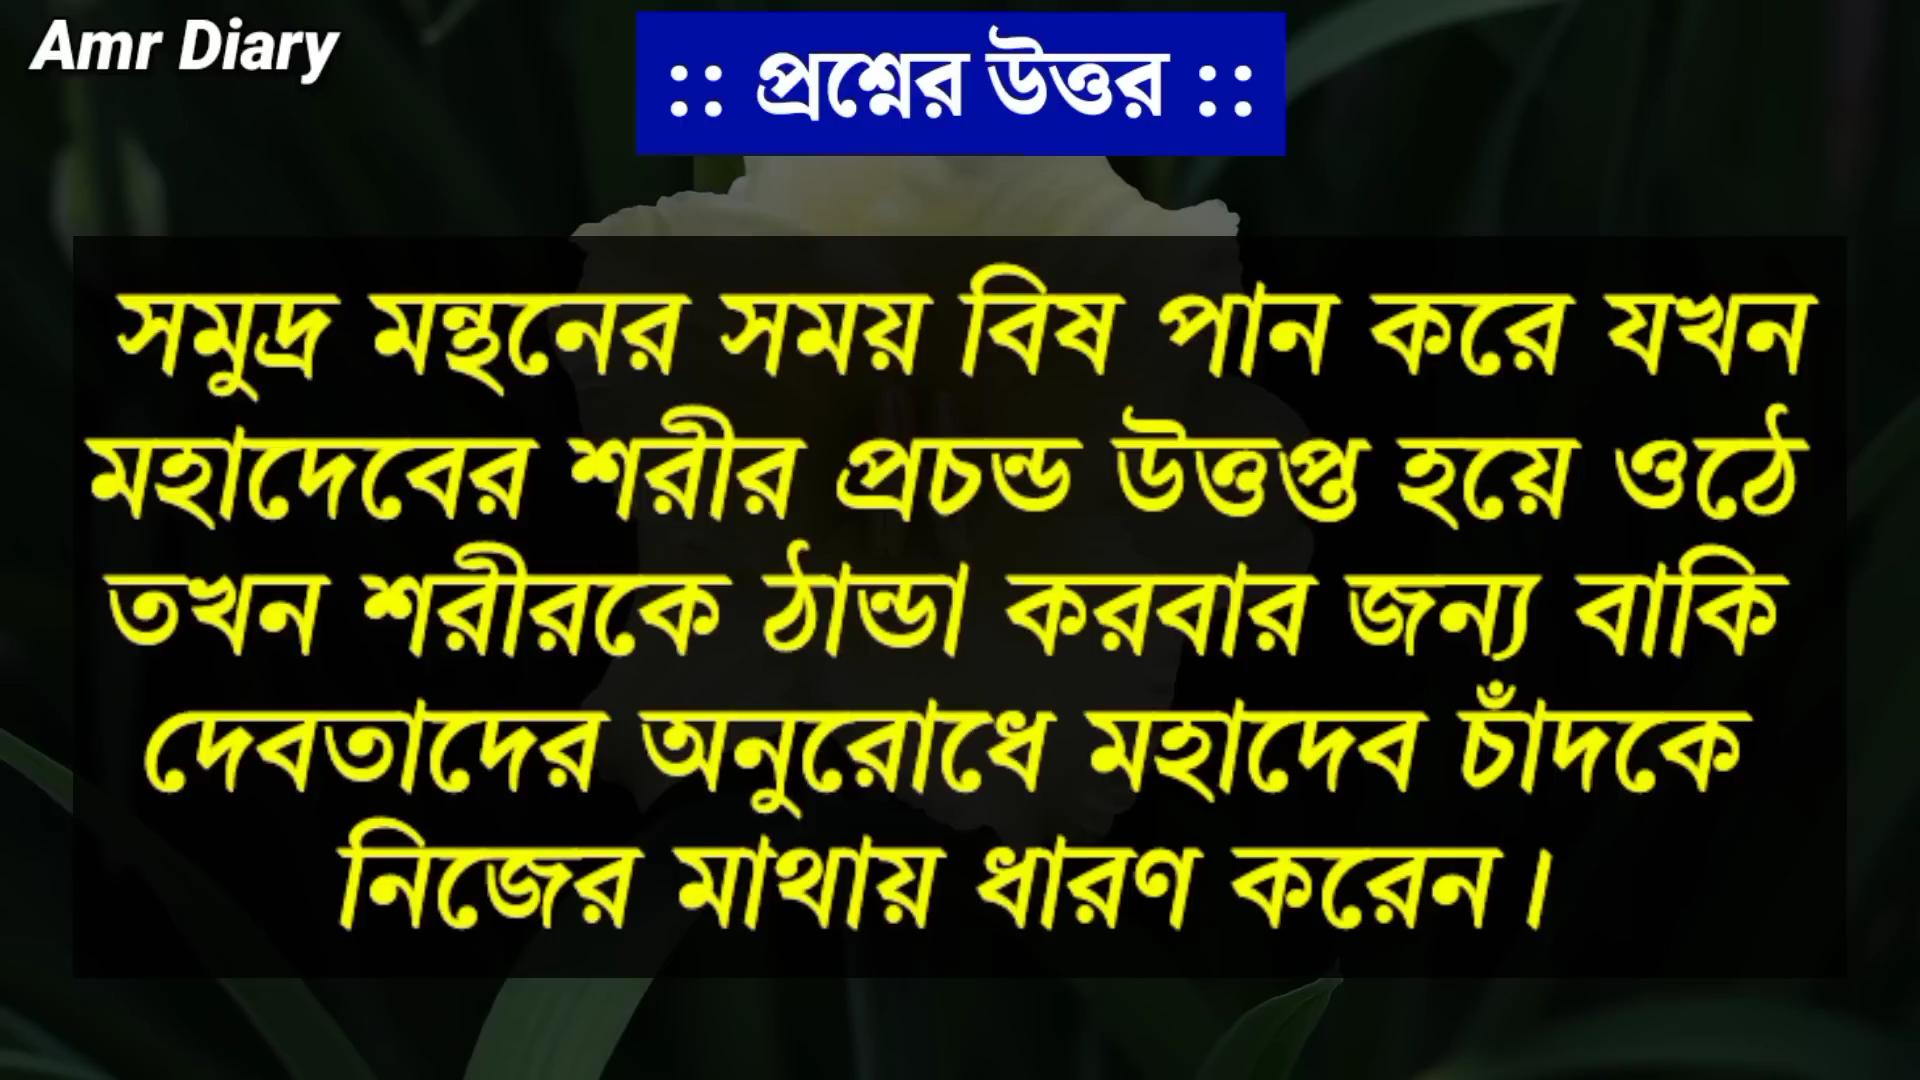 Amr Diary
:: প্রশ্নের উত্তর ::
সমুদ্র মন্থনের সময় বিষ পান করে যখন
মহাদেবের শরীর প্রচন্ড উত্তপ্ত হয়ে ওঠে
তখন শরীরকে ঠান্ডা করবার জন্য বাকি
দেবতাদের অনুরোধে মহাদেব চাঁদকে
নিজের মাথায় ধারণ করেন।